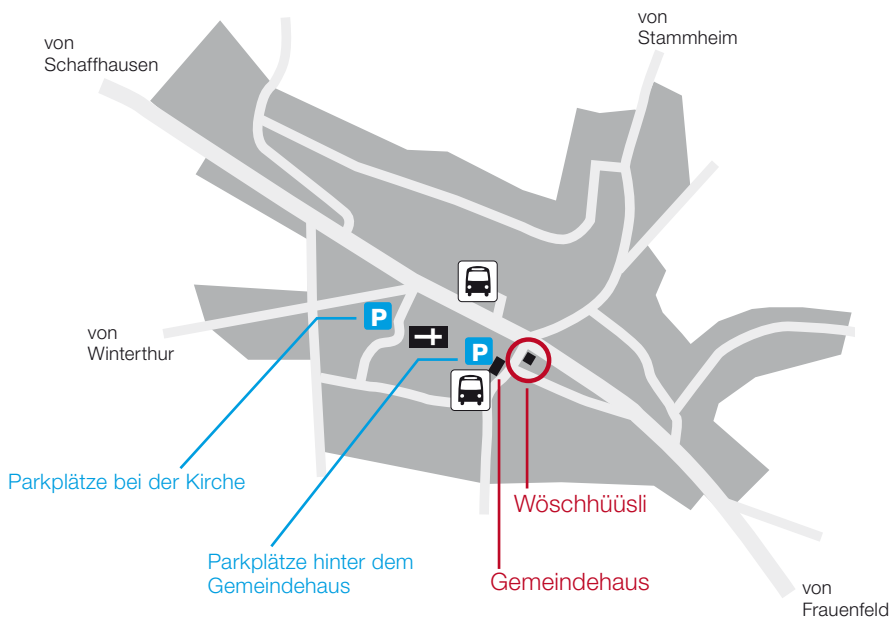 von
Schaffhausen
von
Stammheim
P
von
Winterthur
P
Parkplätze bei der Kirche
Wöschhüüsli
Parkplätze hinter dem
Gemeindehaus
Gemeindehaus
von
Frauenfeld